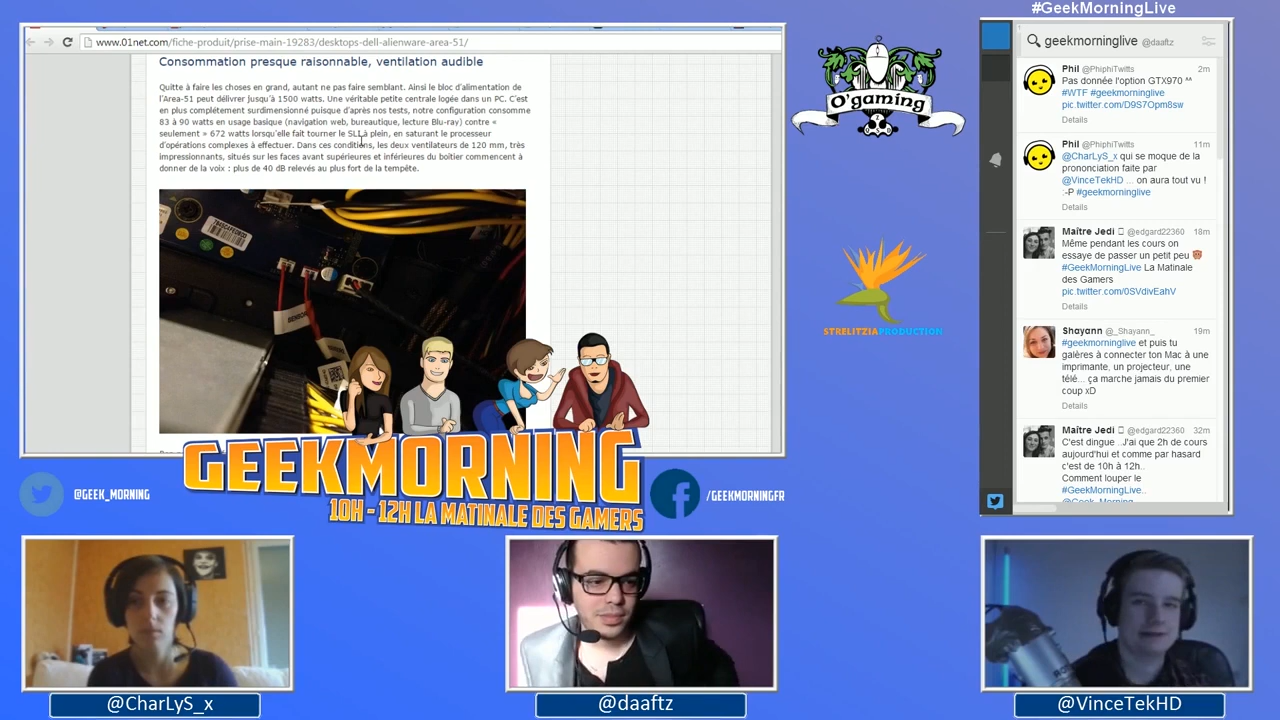 #GeekMorningLive
www.01net.com/fiche-produit/prise-main-19283/desktops-dell-alienware-area-51/
Consommation presque raisonnable, ventilation audible
Quitte à faire les choses en grand, autant ne pas faire semblant. Ainsi le bloc d'alimentation de
l'Area-51 peut délivrer jusqu'à 1500 watts. Une véritable petite centrale logée dans un PC. C'est
en plus complètement surdimensionné puisque d'après nos tests, notre configuration consomme
83 à 90 watts en usage basique (navigation web, bureautique, lecture Blu-ray) contre «
seulement » 672 watts lorsqu'elle fait tourner le SLI à plein, en saturant le processeur
d'opérations complexes à effectuer. Dans ces conditions, les deux ventilateurs de 120 mm, très
impressionnants, situés sur les faces avant supérieures et inférieures du boîtier commencent à
donner de la voix : plus de 40 dB relevés au plus fort de la tempête.
O'gaming
STRELITZIAPRODUCTION
geekmorninglive @daaftz
Phil @PhiphiTwitts 2m
Pas donnée l'option GTX970 ^^
#WTF #geekmorninglive
pic.twitter.com/D9S7Opm8sw
Details
Phil @PhiphiTwitts 11m
@CharLyS_x qui se moque de la
prononciation faite par
@VinceTekHD ... on aura tout vu !
:-P #geekmorninglive
Details
Maître Jedi @edgard22360 18m
Même pendant les cours on
essaye de passer un petit peu
#GeekMorningLive La Matinale
des Gamers
pic.twitter.com/0SVdivEahV
Details
Shayann @_Shayann_ 19m
#geekmorninglive et puis tu
galères à connecter ton Mac à une
imprimante, un projecteur, une
télé... ça marche jamais du premier
coup xD
Details
Maître Jedi @edgard22360 32m
C'est dingue ..J'ai que 2h de cours
aujourd'hui et comme par hasard
c'est de 10h à 12h..
Comment louper le
#GeekMorningLive..
@Geek_Morning
GEEKMORNING
10H - 12H LA MATINALE DES GAMERS
@GEEK_MORNING
/GEEKMORNINGFR
@CharLyS_x
@daaftz
@VinceTekHD